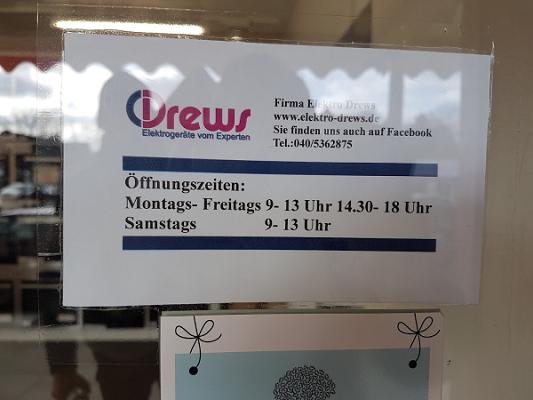 Drews
Elektrogeräte vom Experten
Firma Elektro Drews
www.elektro-drews.de
Sie finden uns auch auf Facebook
Tel.:040/5362875
Öffnungszeiten:
Montags- Freitags 9- 13 Uhr 14.30- 18 Uhr
Samstags 9- 13 Uhr